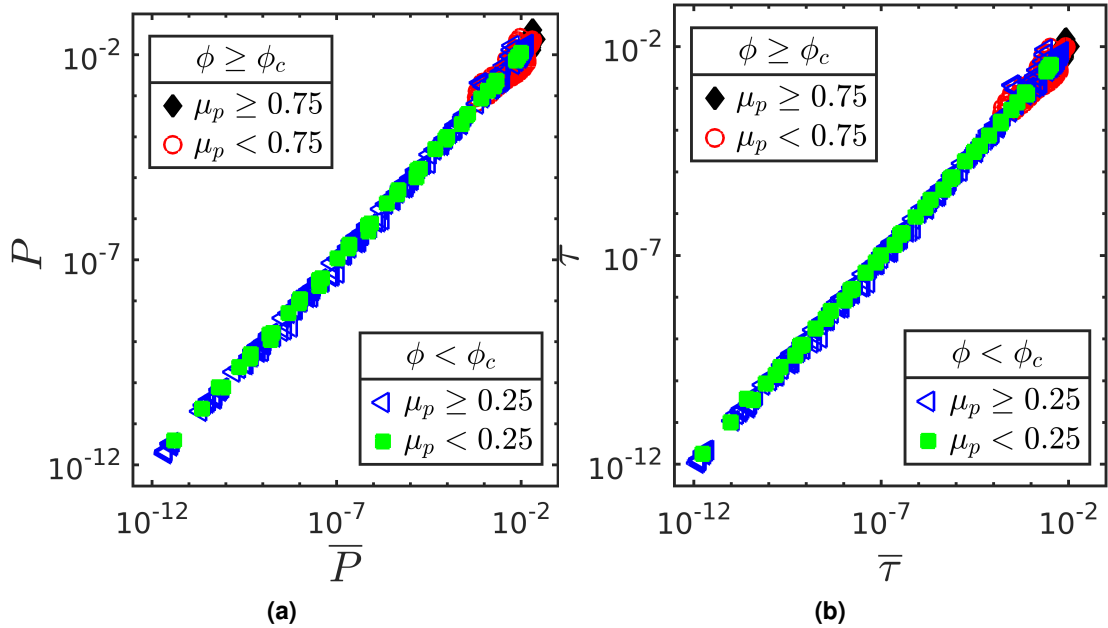 10⁻²
10⁻⁷
10⁻¹²
P
ϕ ≥ ϕ_c
μ_p ≥ 0.75
μ_p < 0.75
ϕ < ϕ_c
μ_p ≥ 0.25
μ_p < 0.25
10⁻¹² 10⁻⁷ 10⁻²
P̅
(a)
10⁻²
10⁻⁷
10⁻¹²
τ
ϕ ≥ ϕ_c
μ_p ≥ 0.75
μ_p < 0.75
ϕ < ϕ_c
μ_p ≥ 0.25
μ_p < 0.25
10⁻¹² 10⁻⁷ 10⁻²
τ̅
(b)